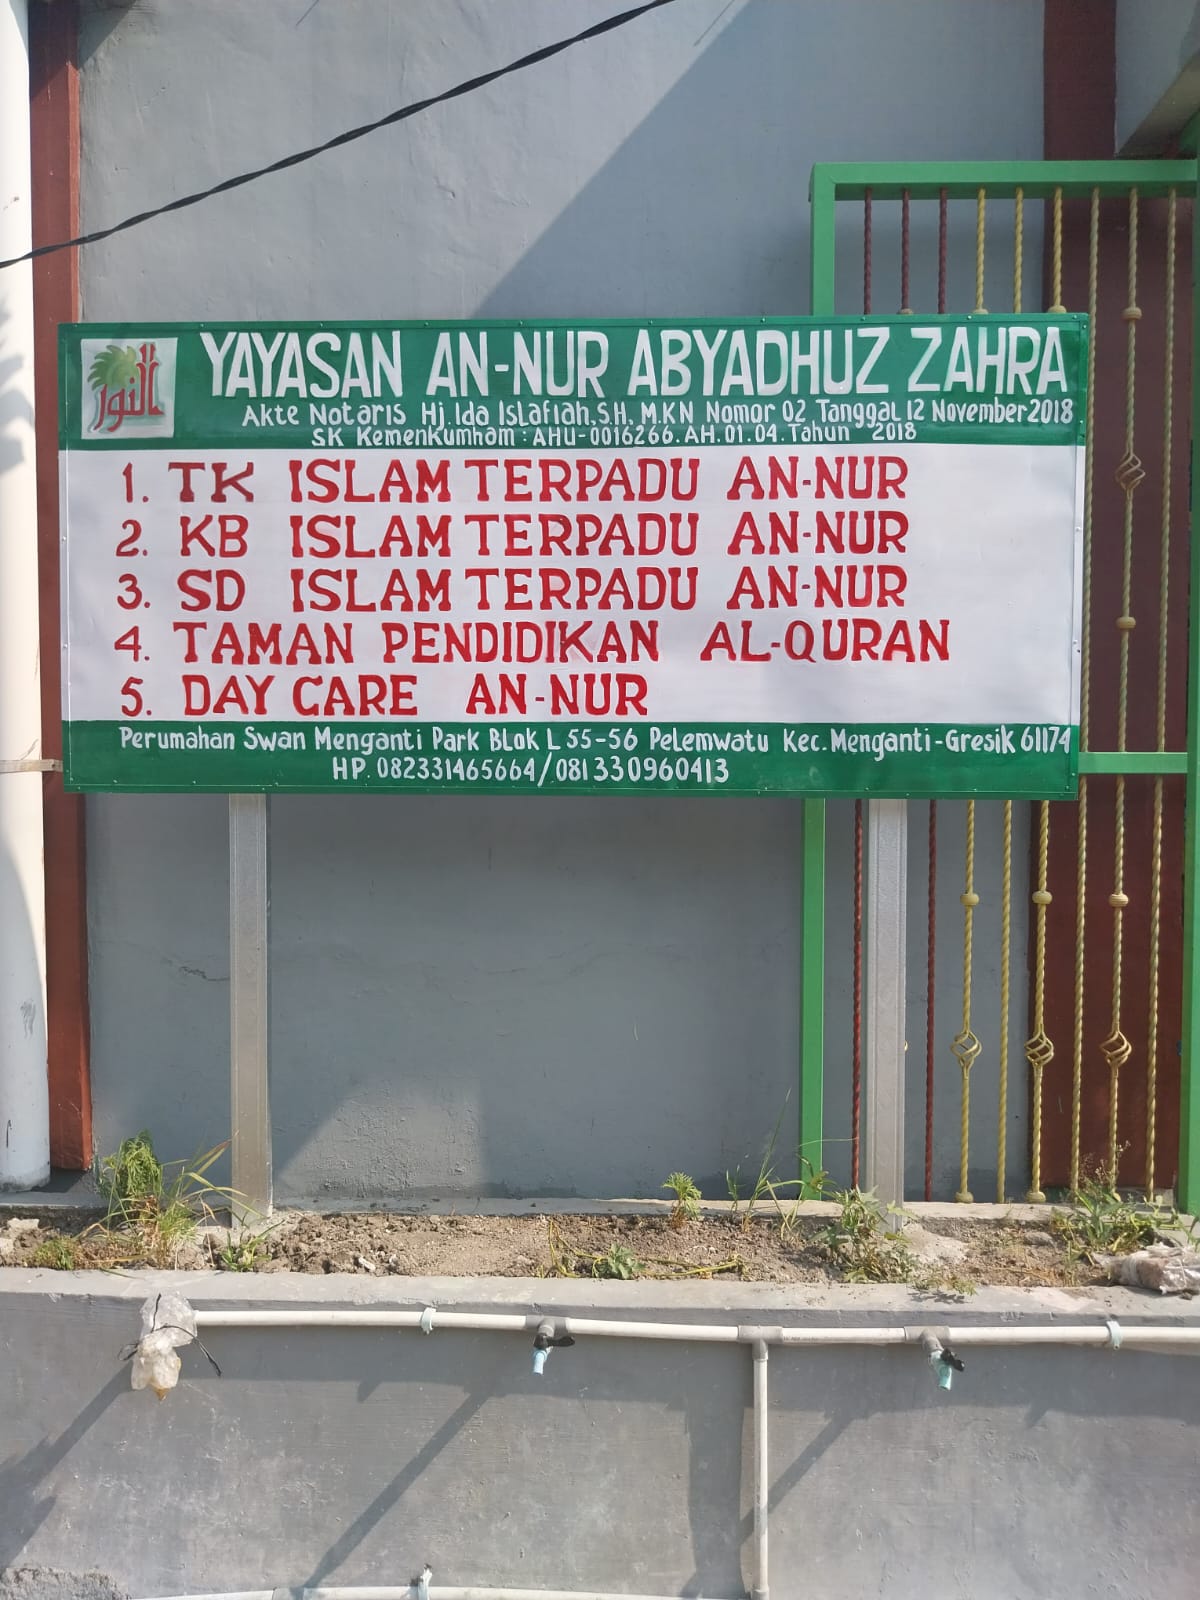 النور
YAYASAN AN-NUR ABYADHUZ ZAHRA
Akte Notaris Hj. Ida Islafiah, S.H, M.KN Nomor 02 Tanggal 12 November 2018
SK Kemenkumham : AHU-0016266.AH.01.04. Tahun 2018
1. TK ISLAM TERPADU AN-NUR
2. KB ISLAM TERPADU AN-NUR
3. SD ISLAM TERPADU AN-NUR
4. TAMAN PENDIDIKAN AL-QURAN
5. DAY CARE AN-NUR
Perumahan Swan Menganti Park Blok L 55-56 Pelemwatu Kec. Menganti-Gresik 61174
HP. 082331465664/081330960413